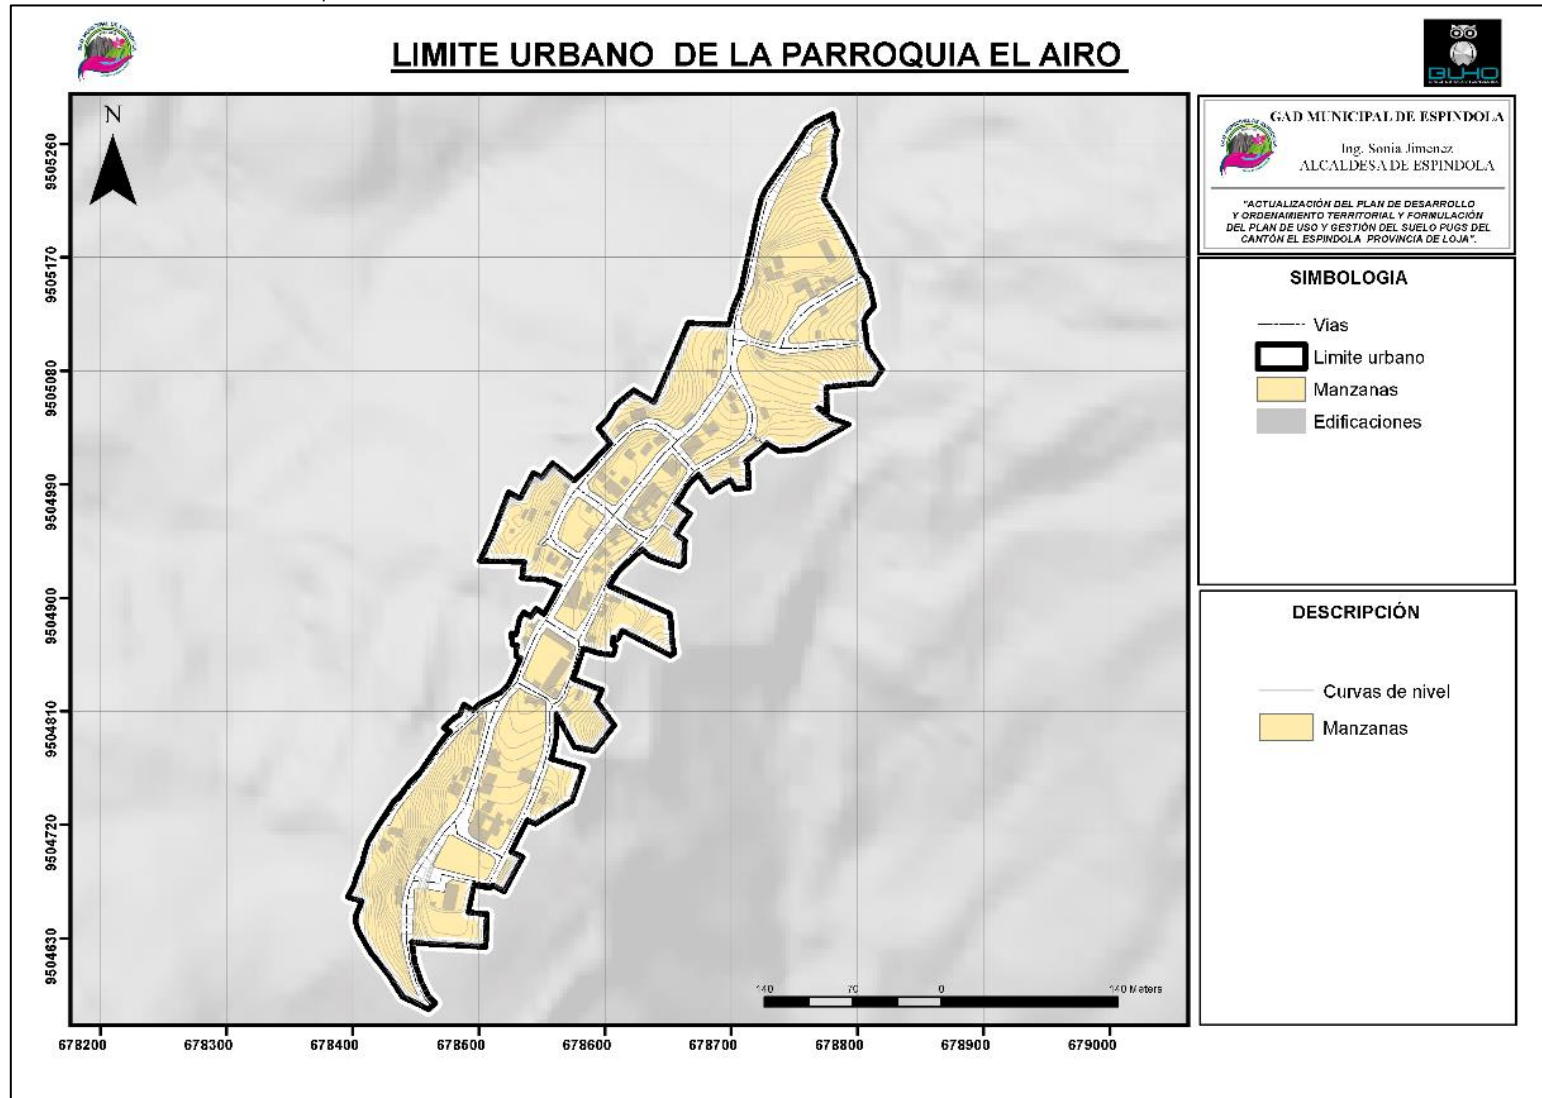 LIMITE URBANO DE LA PARROQUIA EL AIRO
BUHO
N
9505260
9505170
9505080
9504990
9504900
9504810
9504720
9504630
678200
678300
678400
678500
678600
678700
678800
678900
679000
140
70
0
140 Meters
GAD MUNICIPAL DE ESPINDOLA
Ing. Sonia Jimenez
ALCALDESA DE ESPINDOLA
"ACTUALIZACIÓN DEL PLAN DE DESARROLLO
Y ORDENAMIENTO TERRITORIAL Y FORMULACIÓN
DEL PLAN DE USO Y GESTIÓN DEL SUELO PUGS DEL
CANTÓN EL ESPINDOLA PROVINCIA DE LOJA".
SIMBOLOGIA
Vias
Limite urbano
Manzanas
Edificaciones
DESCRIPCIÓN
Curvas de nivel
Manzanas